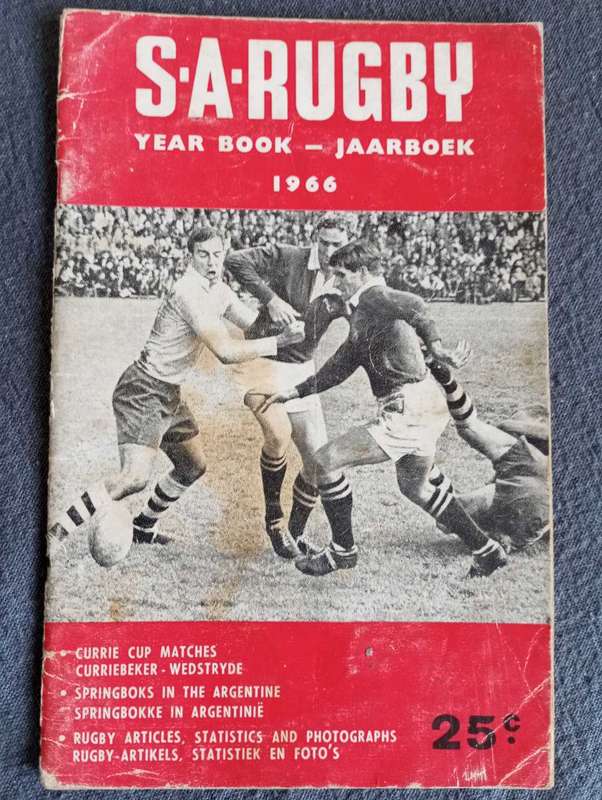 S·A·RUGBY
YEAR BOOK – JAARBOEK
1966
• CURRIE CUP MATCHES
CURRIEBEKER - WEDSTRYDE
• SPRINGBOKS IN THE ARGENTINE
SPRINGBOKKE IN ARGENTINIË
• RUGBY ARTICLES, STATISTICS AND PHOTOGRAPHS
RUGBY-ARTIKELS, STATISTIEK EN FOTO'S
25c.